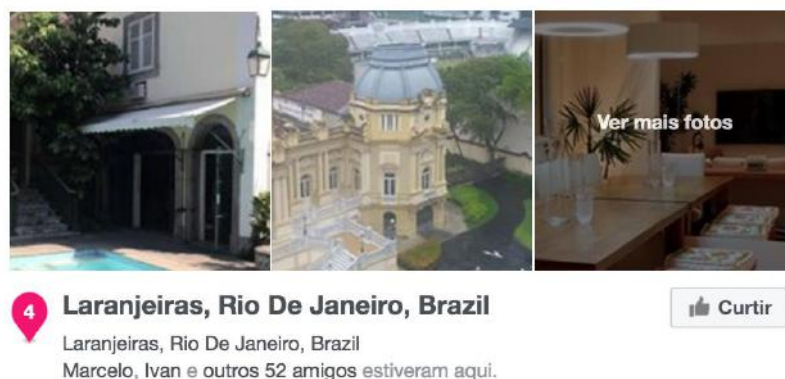 Ver mais fotos
4
Laranjeiras, Rio De Janeiro, Brazil
Curtir
Laranjeiras, Rio De Janeiro, Brazil
Marcelo, Ivan e outros 52 amigos estiveram aqui.